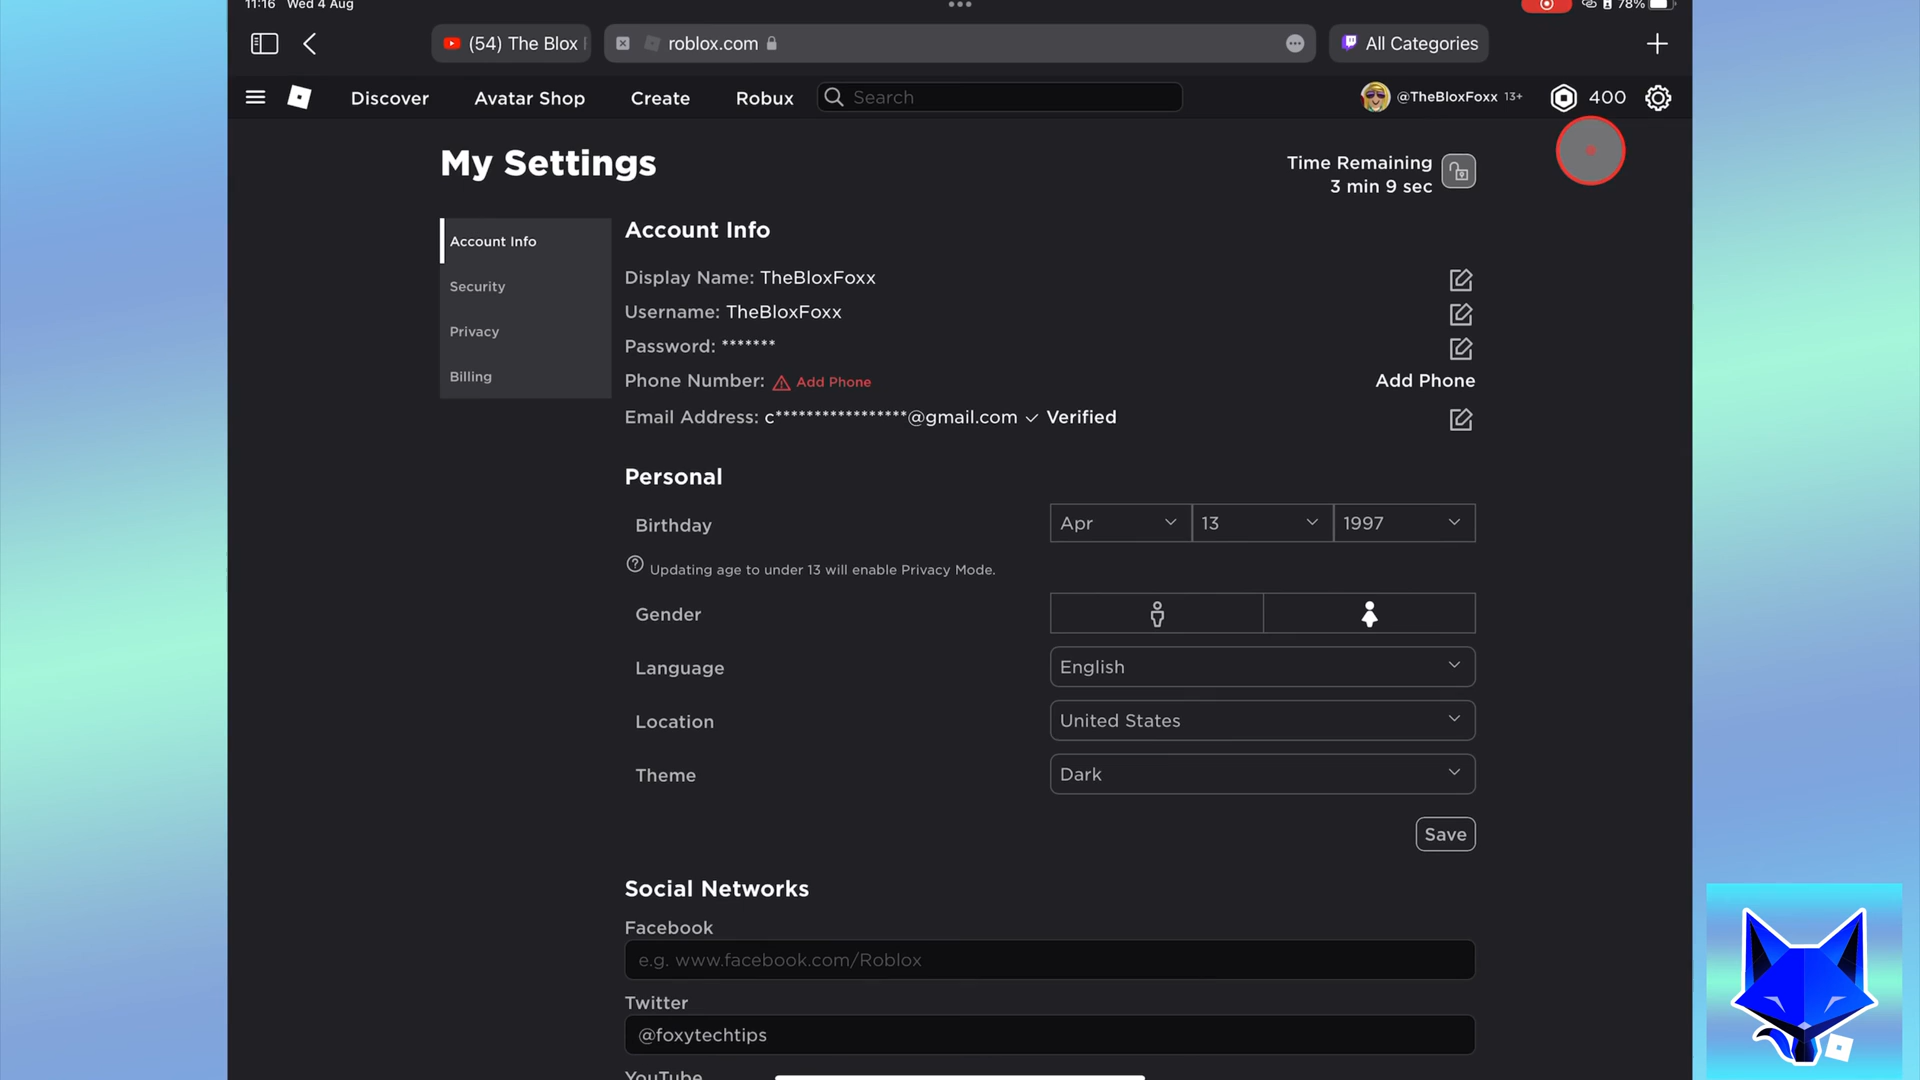 11:16 Wed 4 Aug
78%
(54) The Blox
roblox.com
All Categories
Discover
Avatar Shop
Create
Robux
Search
@TheBloxFoxx 13+
400
My Settings
Time Remaining
3 min 9 sec
Account Info
Security
Privacy
Billing
Account Info
Display Name: TheBloxFoxx
Username: TheBloxFoxx
Password: *******
Phone Number: Add Phone
Add Phone
Email Address: c*****************@gmail.com ✓ Verified
Personal
Birthday
Apr
13
1997
Updating age to under 13 will enable Privacy Mode.
Gender
Language
English
Location
United States
Theme
Dark
Save
Social Networks
Facebook
e.g. www.facebook.com/Roblox
Twitter
@foxytechtips
YouTube